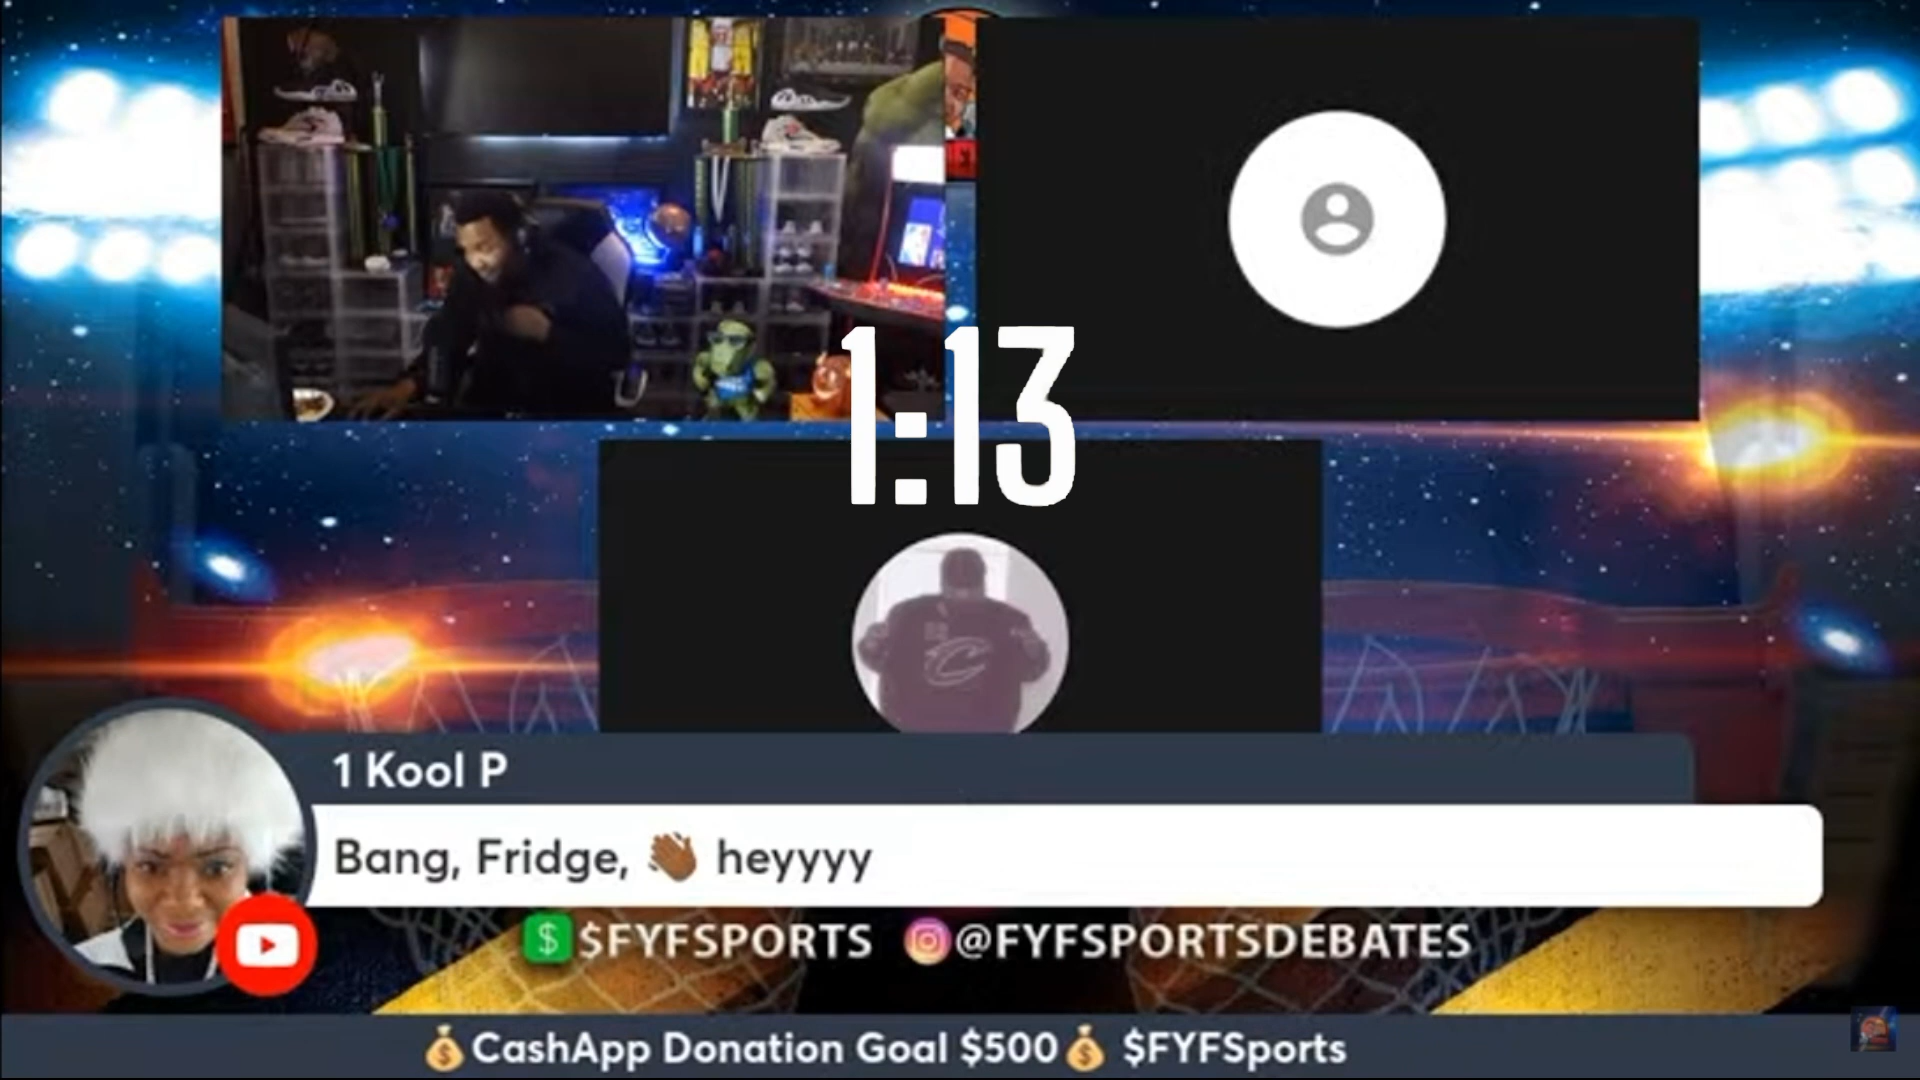 1:13
1 Kool P
Bang, Fridge, 👋🏾 heyyyy
$ $FYFSPORTS @FYFSPORTSDEBATES
💰CashApp Donation Goal $500💰 $FYFSports